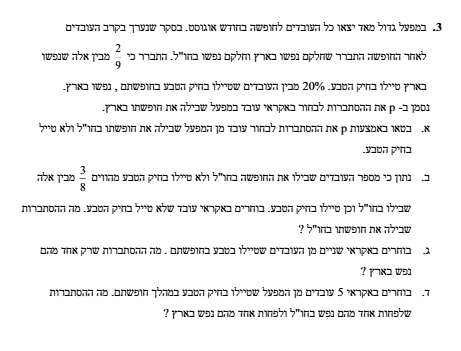 3. במפעל גדול מאד יצאו כל העובדים לחופשה בחודש אוגוסט. בסקר שנערך בקרב העובדים
לאחר החופשה התברר שחלקם נפשו בארץ וחלקם נפשו בחו"ל. התברר כי 2/9 מבין אלה שנפשו
בארץ טיילו בחיק הטבע. 20% מבין העובדים שטיילו בחיק הטבע בחופשתם , נפשו בארץ.
נסמן ב- p את ההסתברות לבחור באקראי עובד במפעל שבילה את חופשתו בארץ.
א. בטאו באמצעות p את ההסתברות לבחור עובד מן המפעל שבילה את חופשתו בחו"ל ולא טייל
בחיק הטבע.
ב. נתון כי מספר העובדים שבילו את החופשה בחו"ל ולא טיילו בחיק הטבע מהווים 3/8 מבין אלה
שבילו בחו"ל וכן טיילו בחיק הטבע. בוחרים באקראי עובד שלא טייל בחיק הטבע. מה ההסתברות
שבילה את חופשתו בחו"ל ?
ג. בוחרים באקראי שניים מן העובדים שטיילו בטבע בחופשתם . מה ההסתברות שרק אחד מהם
נפש בארץ ?
ד. בוחרים באקראי 5 עובדים מן המפעל שטיילו בחיק הטבע במהלך חופשתם. מה ההסתברות
שלפחות אחד מהם נפש בחו"ל ולפחות אחד מהם נפש בארץ ?